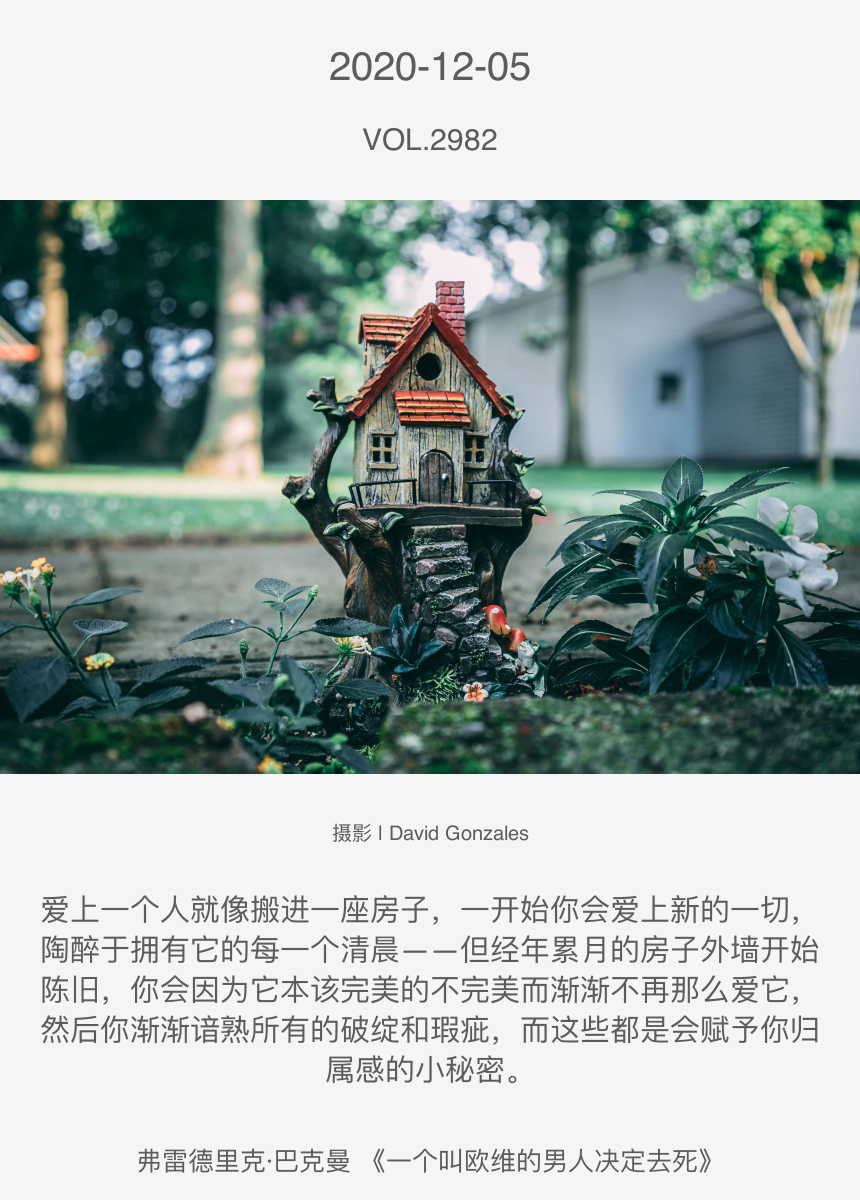 2020-12-05
VOL.2982
摄影 l David Gonzales
爱上一个人就像搬进一座房子，一开始你会爱上新的一切，
陶醉于拥有它的每一个清晨——但经年累月的房子外墙开始
陈旧，你会因为它本该完美的不完美而渐渐不再那么爱它，
然后你渐渐谙熟所有的破绽和瑕疵，而这些都是会赋予你归
属感的小秘密。
弗雷德里克·巴克曼 《一个叫欧维的男人决定去死》